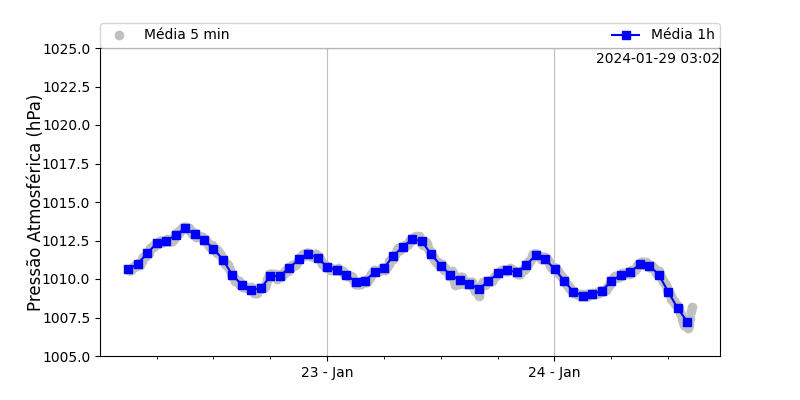 Média 5 min
Média 1h
2024-01-29 03:02
Pressão Atmosférica (hPa)
1025.0
1022.5
1020.0
1017.5
1015.0
1012.5
1010.0
1007.5
1005.0
23 - Jan
24 - Jan